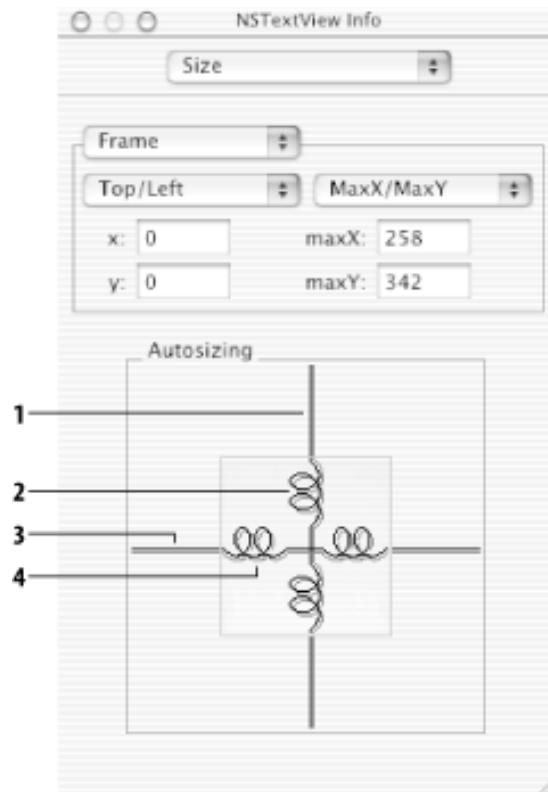 NSTextView Info
Size
Frame
Top/Left MaxX/MaxY
x: 0 maxX: 258
y: 0 maxY: 342
Autosizing
1
2
3
4